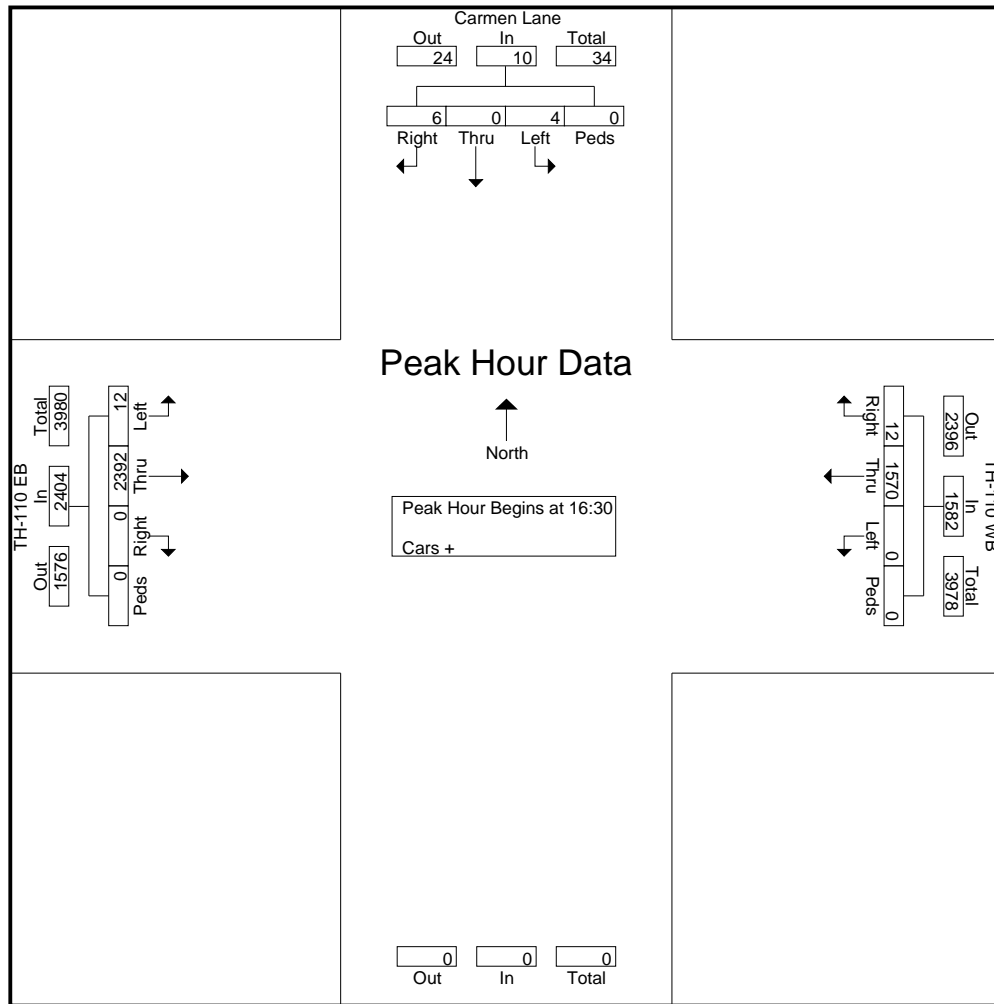 Carmen Lane
Out In Total
24 10 34
6 0 4 0
Right Thru Left Peds
Peak Hour Data
North
Peak Hour Begins at 16:30
Cars +
TH-110 EB
Total In Out
3980 2404 1576
12 2392 0 0
Left Thru Right Peds
TH-110 WB
Out In Total
2396 1582 3978
12 1570 0 0
Right Thru Left Peds
0 0 0
Out In Total